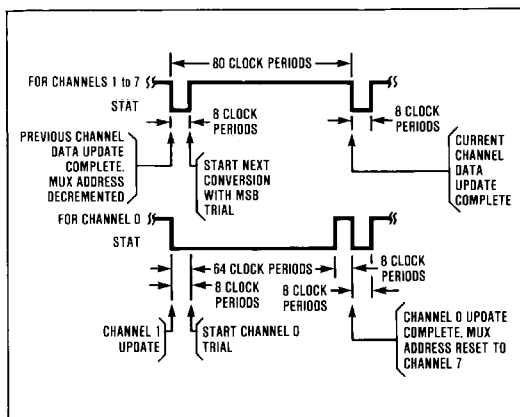 80 CLOCK PERIODS
FOR CHANNELS 1 to 7
STAT
8 CLOCK
PERIODS
8 CLOCK
PERIODS
PREVIOUS CHANNEL
DATA UPDATE
COMPLETE.
MUX ADDRESS
DECREMENTED
START NEXT
CONVERSION
WITH MSB
TRIAL
CURRENT
CHANNEL
DATA
UPDATE
COMPLETE
FOR CHANNEL 0
STAT
64 CLOCK PERIODS
8 CLOCK
PERIODS
8 CLOCK
PERIODS
8 CLOCK
PERIODS
CHANNEL 1
UPDATE
START CHANNEL 0
TRIAL
CHANNEL 0 UPDATE
COMPLETE. MUX
ADDRESS RESET TO
CHANNEL 7